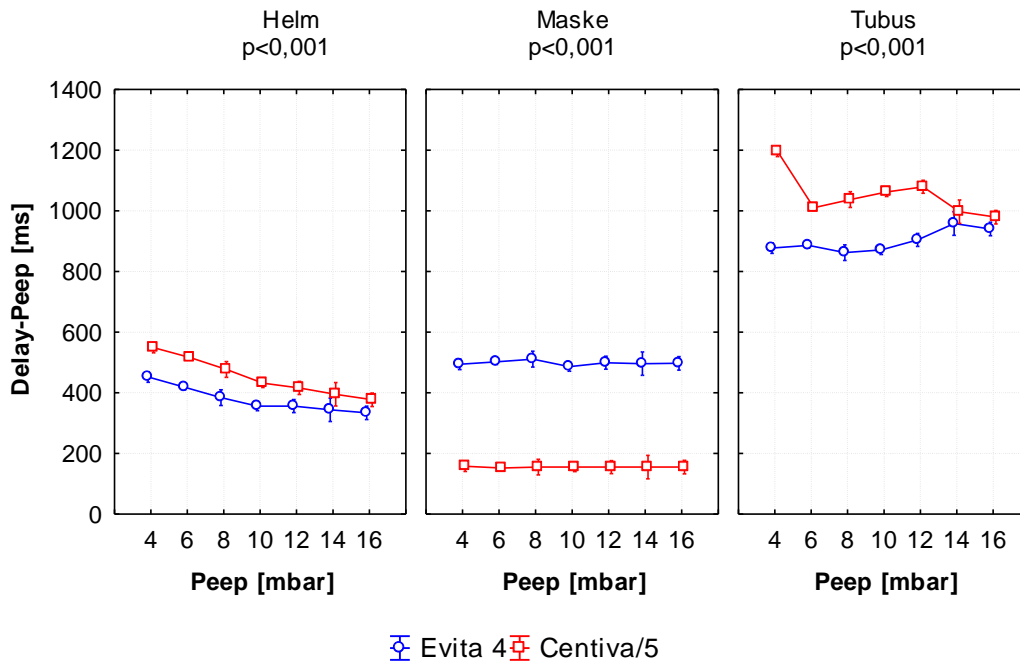 Helm
p<0,001
Maske
p<0,001
Tubus
p<0,001
Delay-Peep [ms]
1400
1200
1000
800
600
400
200
0
4 6 8 10 12 14 16
4 6 8 10 12 14 16
4 6 8 10 12 14 16
Peep [mbar]
Peep [mbar]
Peep [mbar]
Evita 4
Centiva/5